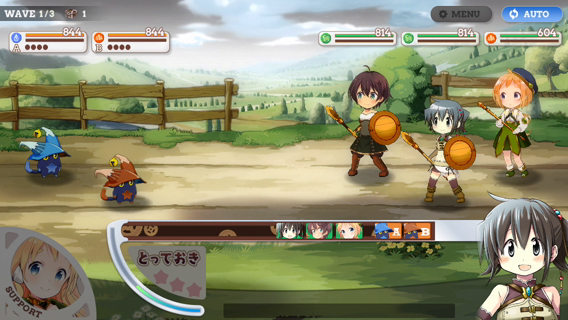 WAVE 1/3 1
MENU
AUTO
844
844
814
814
604
A
B
A
B
とっておき
SUPPORT